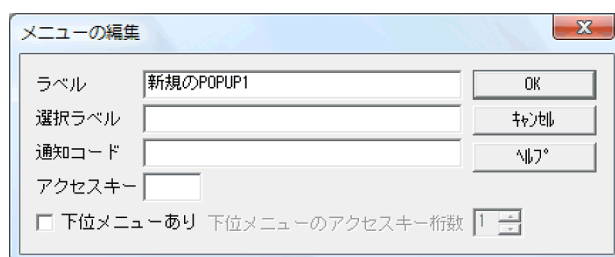 メニューの編集
ラベル 新規のPOPUP1 OK
選択ラベル ｷｬﾝｾﾙ
通知コード ﾍﾙﾌﾟ
アクセスキー
下位メニューあり 下位メニューのアクセスキー桁数 1